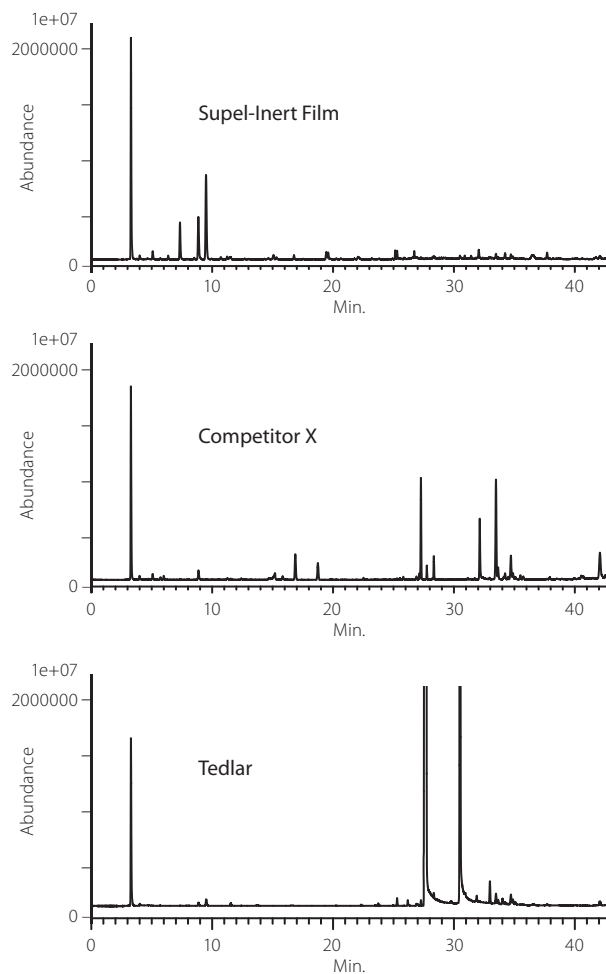 1e+07
2000000
Abundance
Supel-Inert Film
0
0 10 20 30 40
Min.
1e+07
2000000
Abundance
Competitor X
0
0 10 20 30 40
Min.
1e+07
2000000
Abundance
Tedlar
0
0 10 20 30 40
Min.